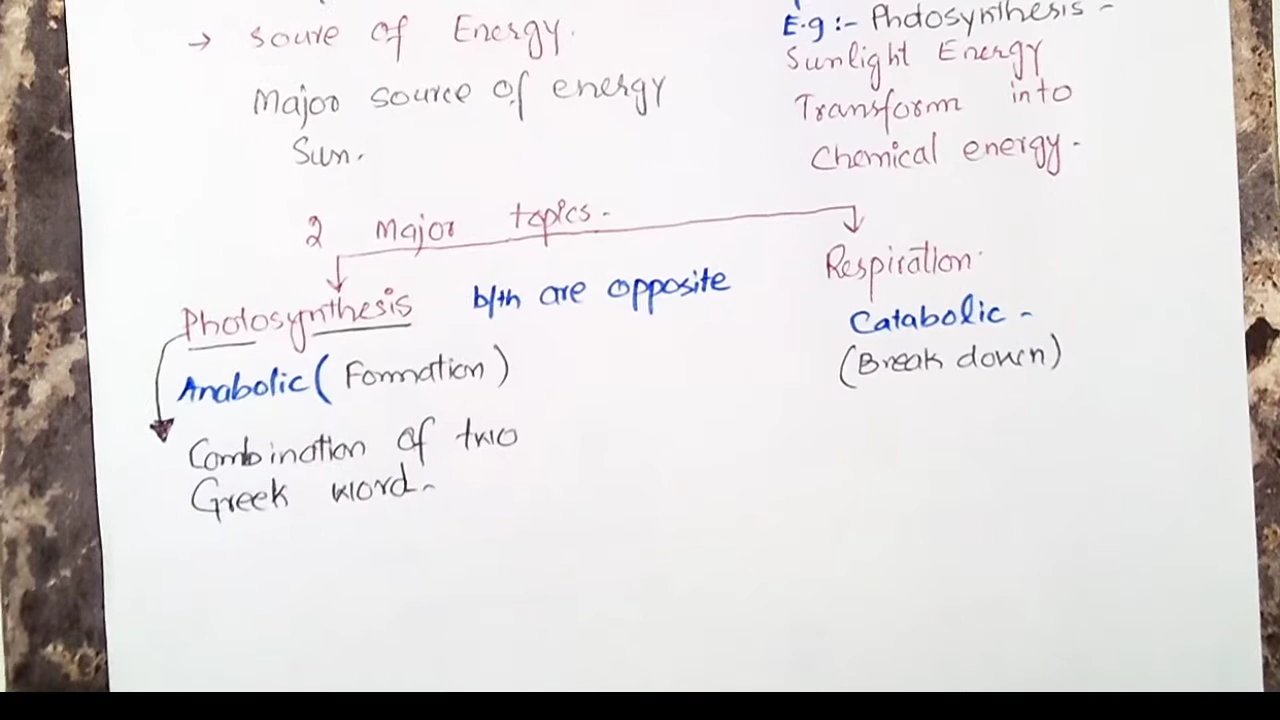 → soure of Energy.
Major source of energy
Sun.
E.g :- Photosynthesis -
Sunlight Energy
Transform into
Chemical energy.
2 Major topics.
Photosynthesis
b/th are opposite
Respiration.
Anabolic ( Formation )
Catabolic -
(Break down)
Combination of two
Greek word.